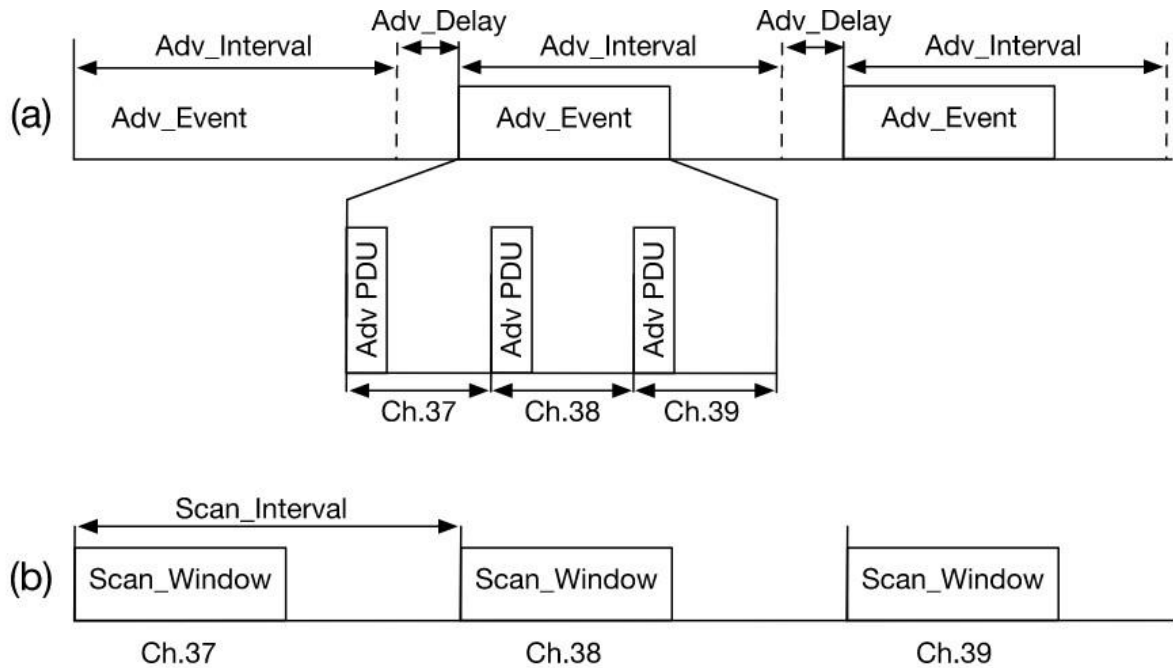 Adv_Delay Adv_Delay
Adv_Interval Adv_Interval Adv_Interval
(a) Adv_Event Adv_Event Adv_Event
Adv PDU Adv PDU Adv PDU
Ch.37 Ch.38 Ch.39
Scan_Interval
(b) Scan_Window Scan_Window Scan_Window
Ch.37 Ch.38 Ch.39